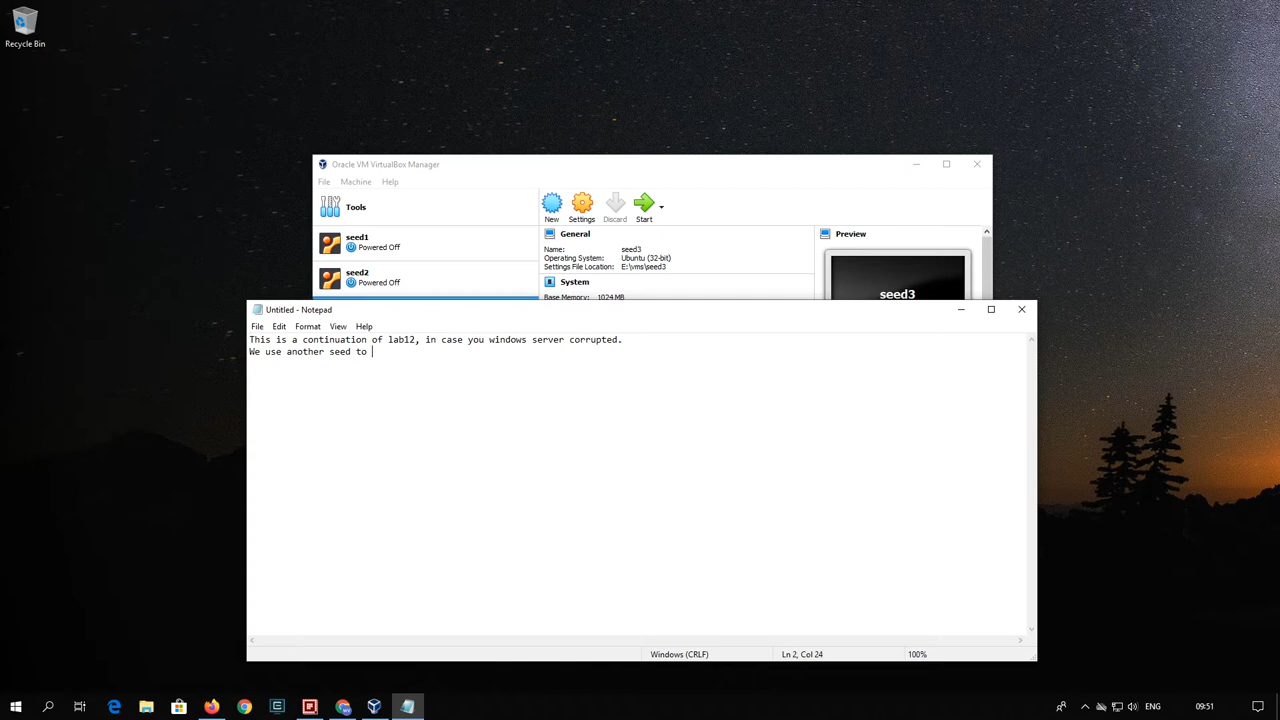 Recycle Bin
Oracle VM VirtualBox Manager
File Machine Help
Tools
New Settings Discard Start
seed1
Powered Off
seed2
Powered Off
General
Name: seed3
Operating System: Ubuntu (32-bit)
Settings File Location: E:\vms\seed3
System
Base Memory: 1024 MB
Preview
seed3
Untitled - Notepad
File Edit Format View Help
This is a continuation of lab12, in case you windows server corrupted.
We use another seed to
Windows (CRLF) Ln 2, Col 24 100%
ENG 09:51